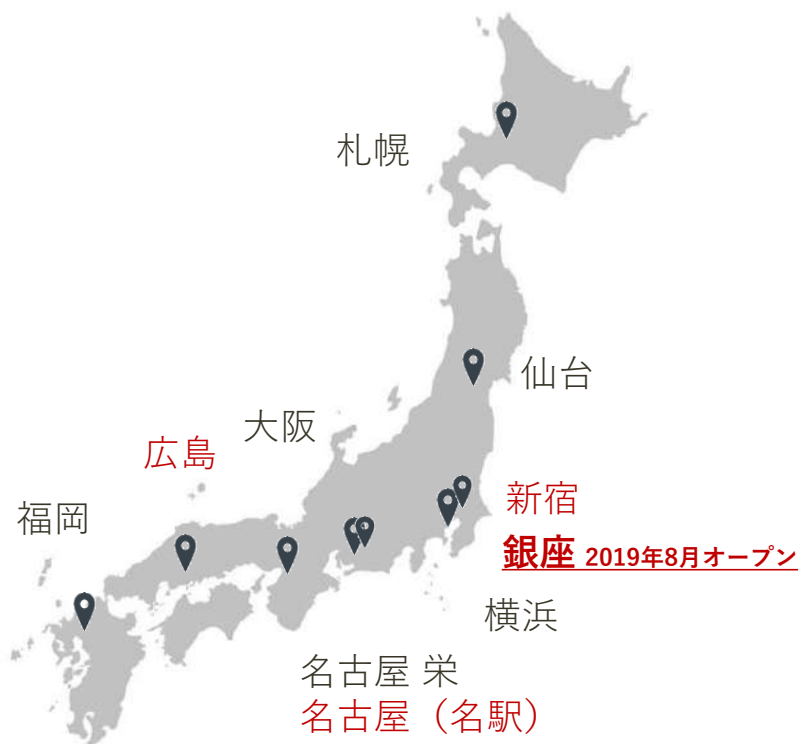 札幌
仙台
大阪
広島
福岡
新宿
銀座 2019年8月オープン
横浜
名古屋 栄
名古屋（名駅）